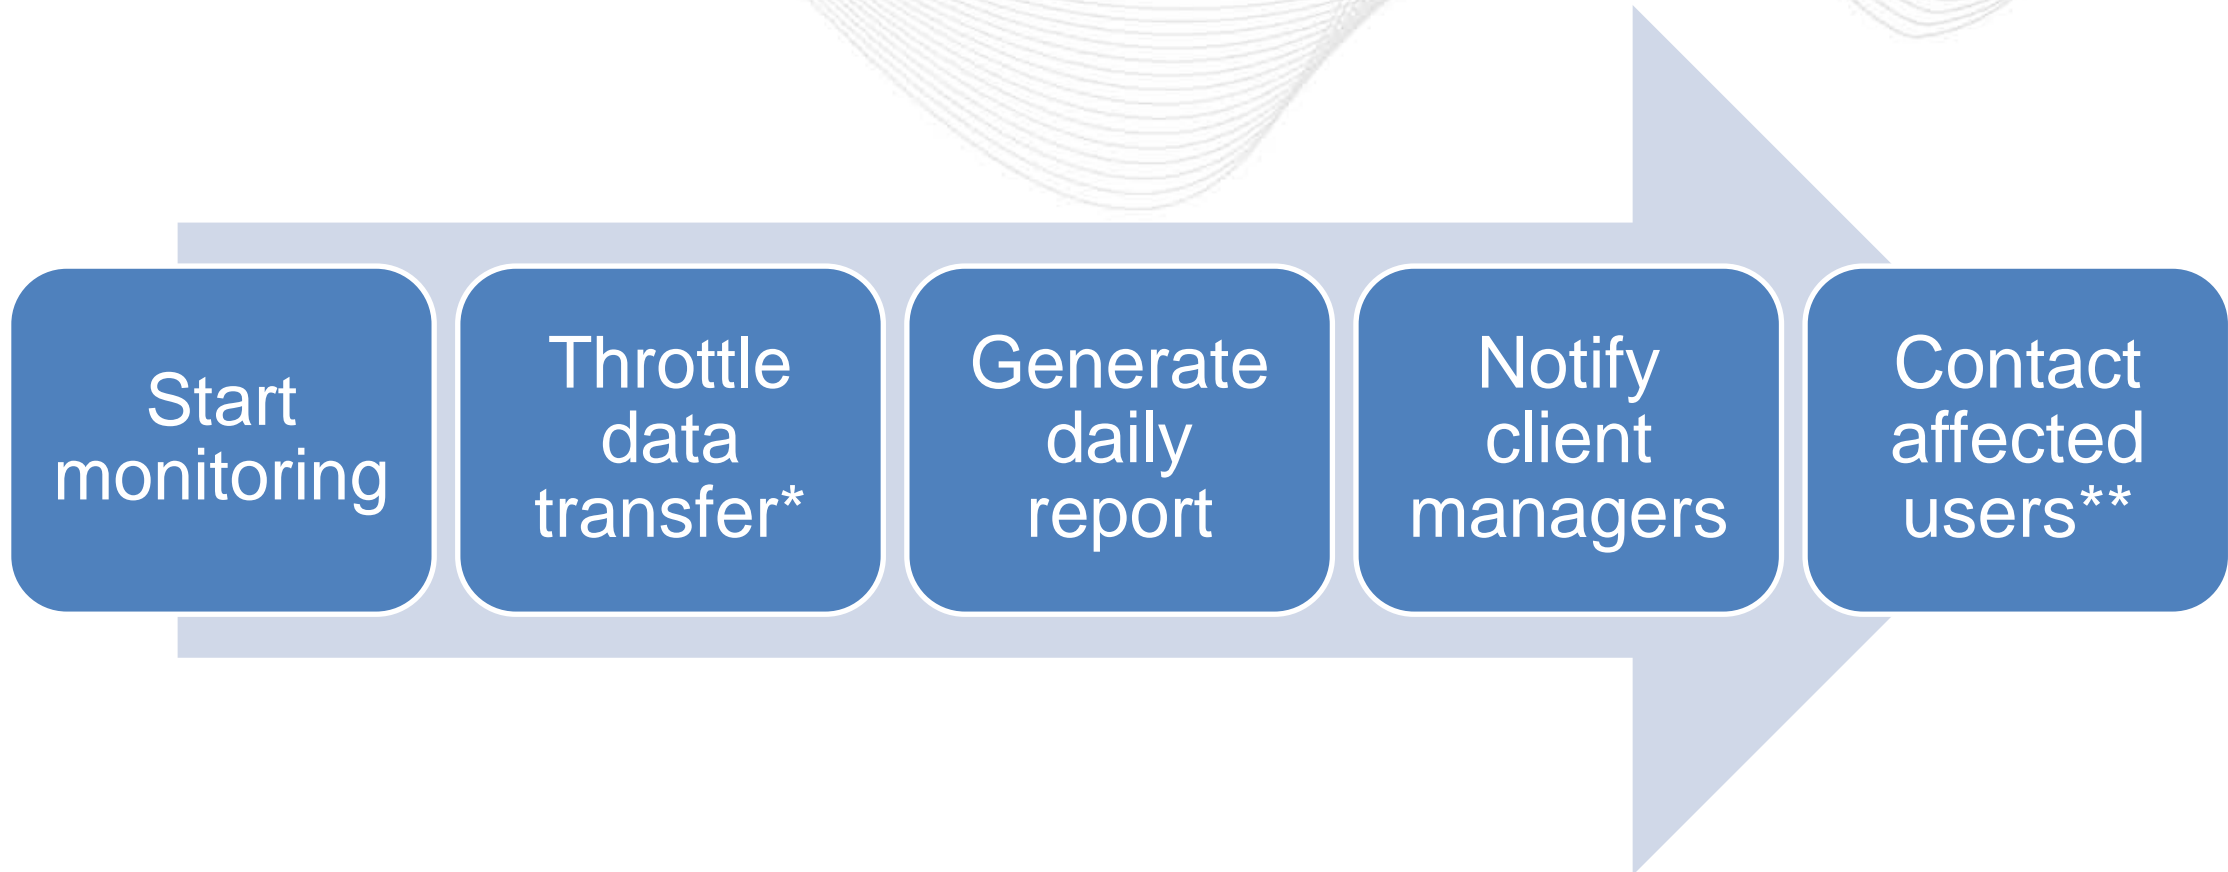 Start
monitoring
Throttle
data
transfer*
Generate
daily
report
Notify
client
managers
Contact
affected
users**